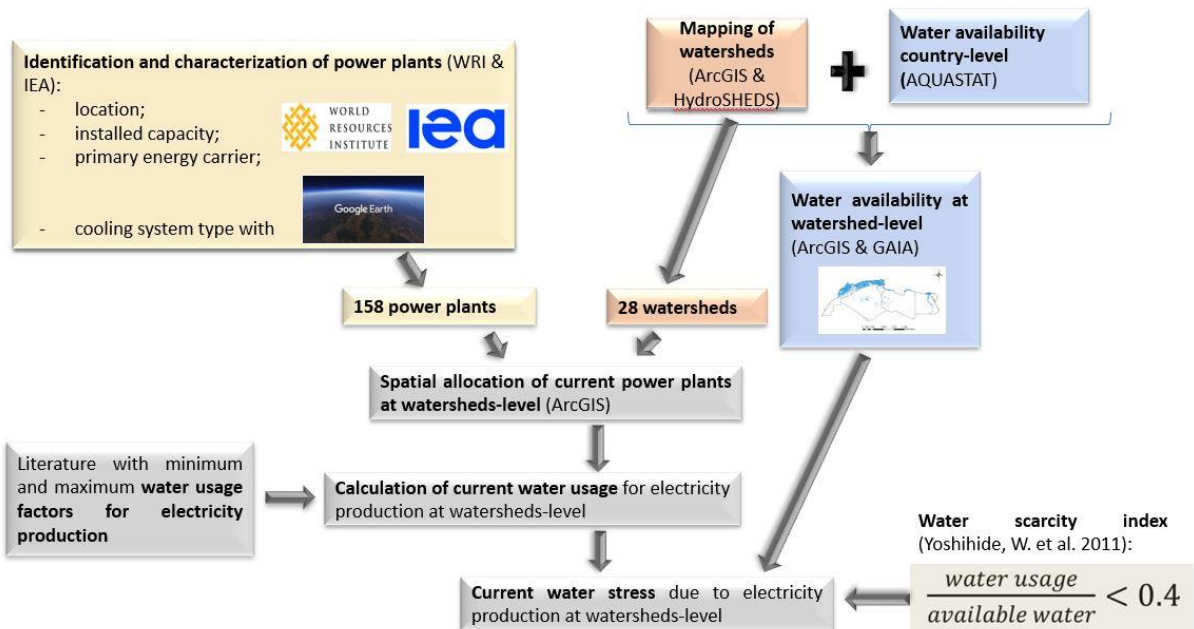 Identification and characterization of power plants (WRI &
IEA):
- location;
- installed capacity;
- primary energy carrier;
WORLD
RESOURCES
INSTITUTE
iea
Google Earth
- cooling system type with
Mapping of
watersheds
(ArcGIS &
HydroSHEDS)
Water availability
country-level
(AQUASTAT)
Water availability at
watershed-level
(ArcGIS & GAIA)
158 power plants
28 watersheds
Spatial allocation of current power plants
at watersheds-level (ArcGIS)
Literature with minimum
and maximum water usage
factors for electricity
production
Calculation of current water usage for electricity
production at watersheds-level
Water scarcity index
(Yoshihide, W. et al. 2011):
water usage
available water
< 0.4
Current water stress due to electricity
production at watersheds-level